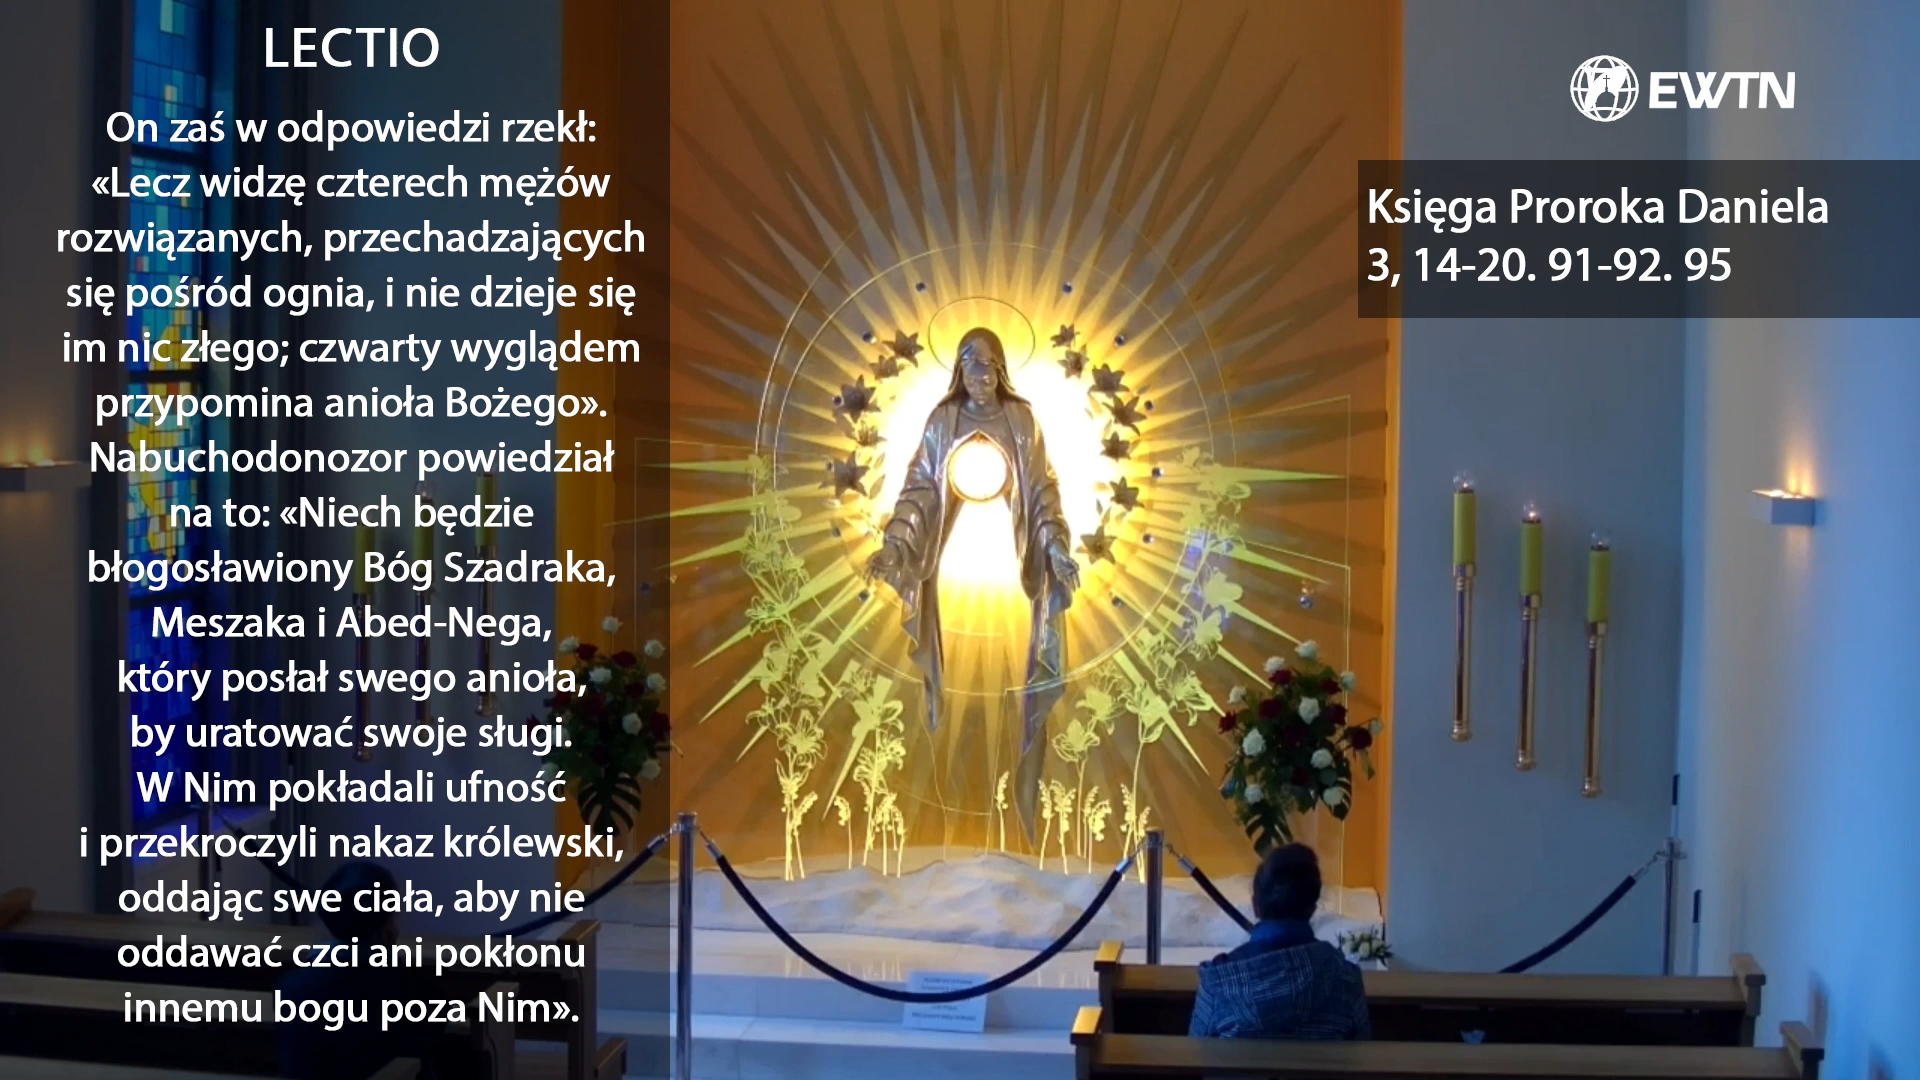 LECTIO
On zaś w odpowiedzi rzekł:
«Lecz widzę czterech mężów
rozwiązanych, przechadzających
się pośród ognia, i nie dzieje się
im nic złego; czwarty wyglądem
przypomina anioła Bożego».
Nabuchodonozor powiedział
na to: «Niech będzie
błogosławiony Bóg Szadraka,
Meszaka i Abed-Nega,
który posłał swego anioła,
by uratować swoje sługi.
W Nim pokładali ufność
i przekroczyli nakaz królewski,
oddając swe ciała, aby nie
oddawać czci ani pokłonu
innemu bogu poza Nim».
EWTN
Księga Proroka Daniela
3, 14-20. 91-92. 95